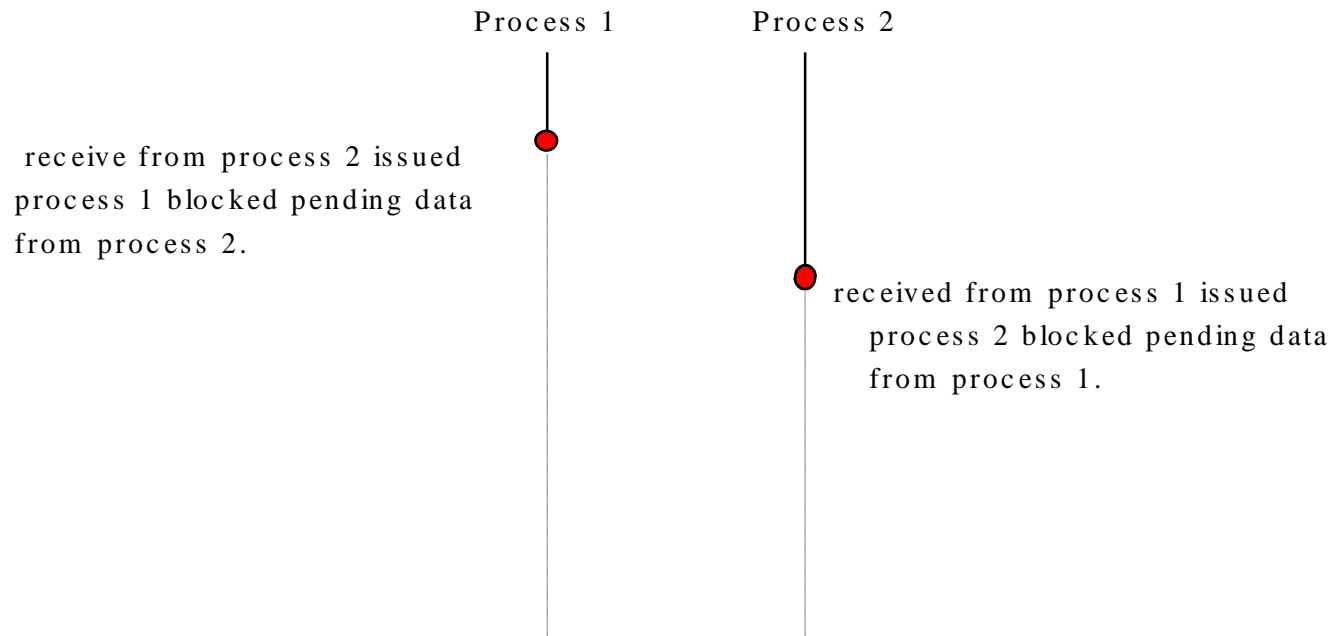 Process 1
Process 2
receive from process 2 issued
process 1 blocked pending data
from process 2.
received from process 1 issued
process 2 blocked pending data
from process 1.